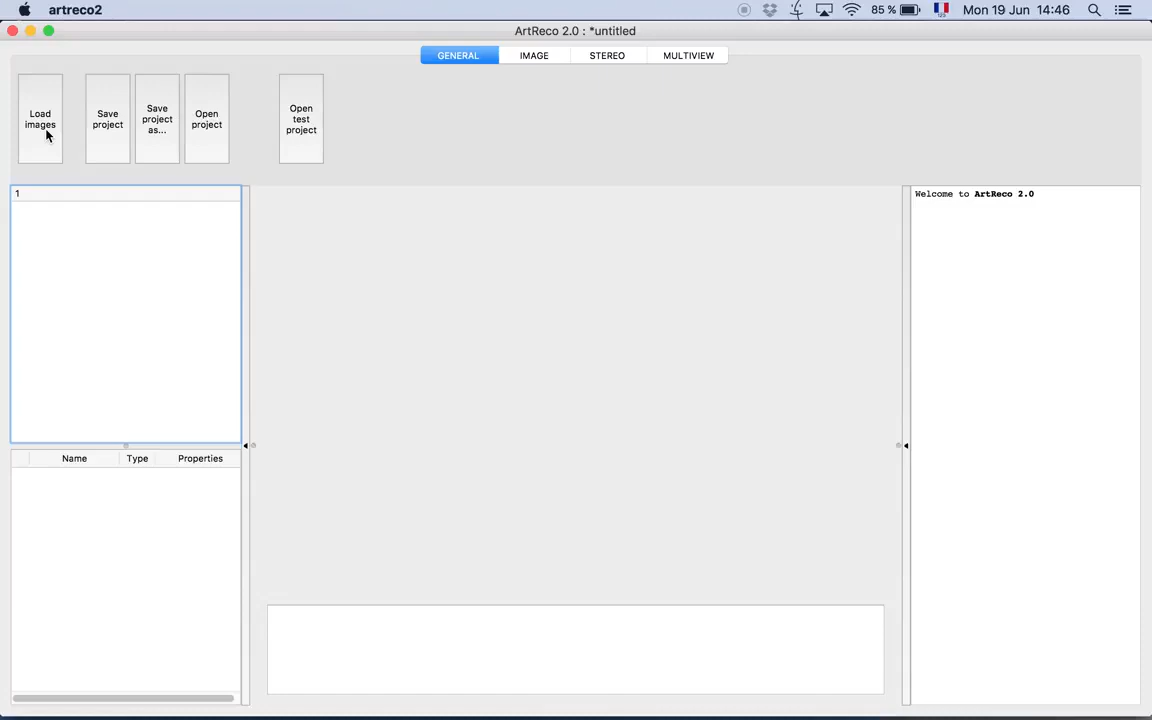 artreco2
85 %
123
Mon 19 Jun 14:46
ArtReco 2.0 : *untitled
GENERAL
IMAGE
STEREO
MULTIVIEW
Load
images
Save
project
Save
project
as...
Open
project
Open
test
project
1
Welcome to ArtReco 2.0
Name
Type
Properties